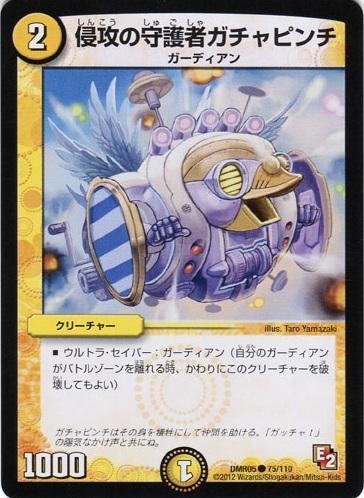 2
しんこう しゅごしゃ
侵攻の守護者ガチャピンチ
ガーディアン
illus. Taro Yamazaki
クリーチャー
■ ウルトラ・セイバー：ガーディアン（自分のガーディアン
がバトルゾーンを離れる時、かわりにこのクリーチャーを破
壊してもよい）
ガチャピンチはその身を犠牲にして仲間を助ける。「ガッチャ！」
の陽気なかけ声と共に。
1000
DMR05 ● 75/110
©2012 Wizards/Shogakukan/Mitsui-Kids
E2